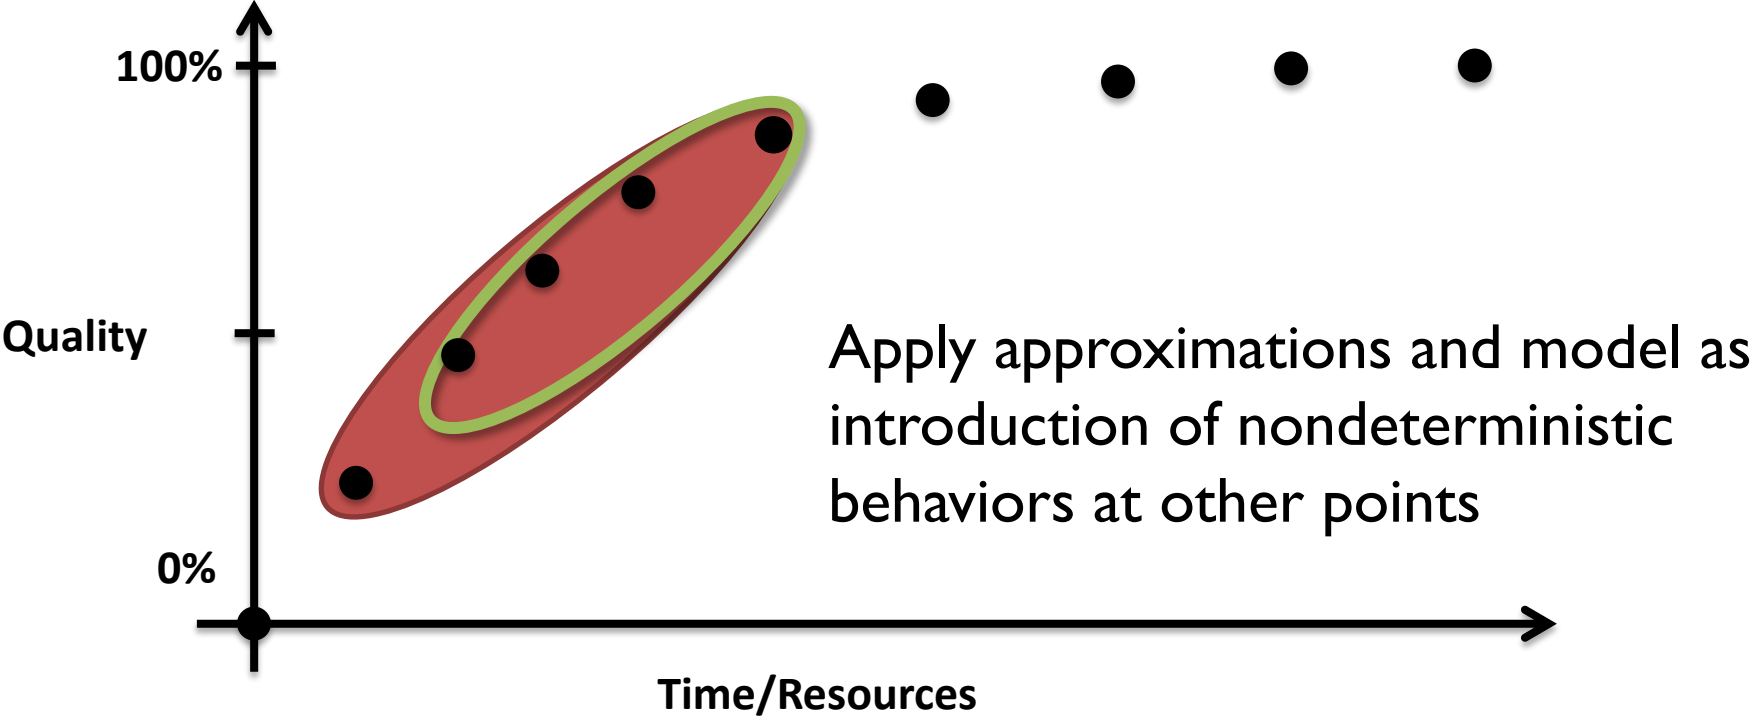 100%
Quality
Apply approximations and model as
introduction of nondeterministic
behaviors at other points
0%
Time/Resources